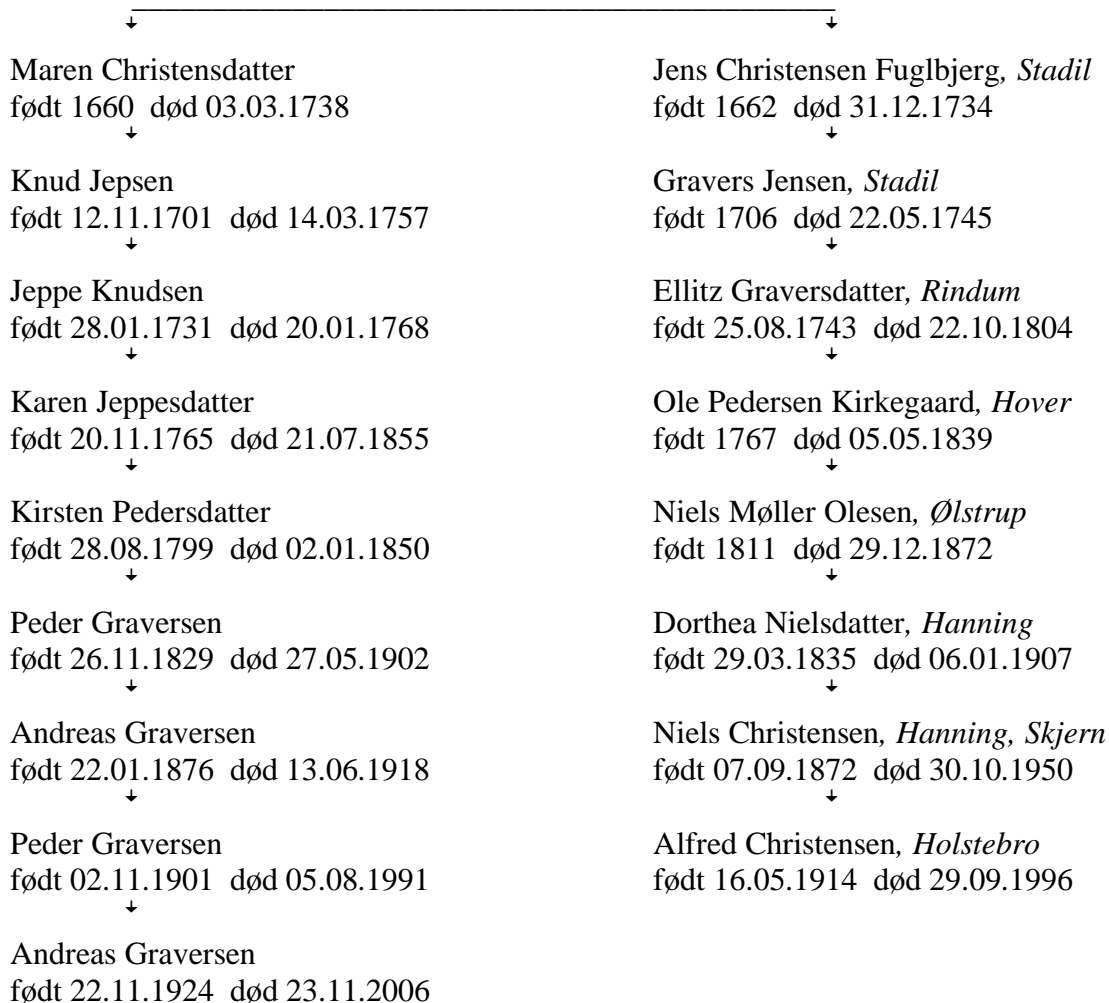 Maren Christensdatter
født 1660 død 03.03.1738
Knud Jepsen
født 12.11.1701 død 14.03.1757
Jeppe Knudsen
født 28.01.1731 død 20.01.1768
Karen Jeppesdatter
født 20.11.1765 død 21.07.1855
Kirsten Pedersdatter
født 28.08.1799 død 02.01.1850
Peder Graversen
født 26.11.1829 død 27.05.1902
Andreas Graversen
født 22.01.1876 død 13.06.1918
Peder Graversen
født 02.11.1901 død 05.08.1991
Andreas Graversen
født 22.11.1924 død 23.11.2006
Jens Christensen Fuglbjerg, Stadil
født 1662 død 31.12.1734
Gravers Jensen, Stadil
født 1706 død 22.05.1745
Ellitz Graversdatter, Rindum
født 25.08.1743 død 22.10.1804
Ole Pedersen Kirkegaard, Hover
født 1767 død 05.05.1839
Niels Møller Olesen, Ølstrup
født 1811 død 29.12.1872
Dorthea Nielsdatter, Hanning
født 29.03.1835 død 06.01.1907
Niels Christensen, Hanning, Skjern
født 07.09.1872 død 30.10.1950
Alfred Christensen, Holstebro
født 16.05.1914 død 29.09.1996